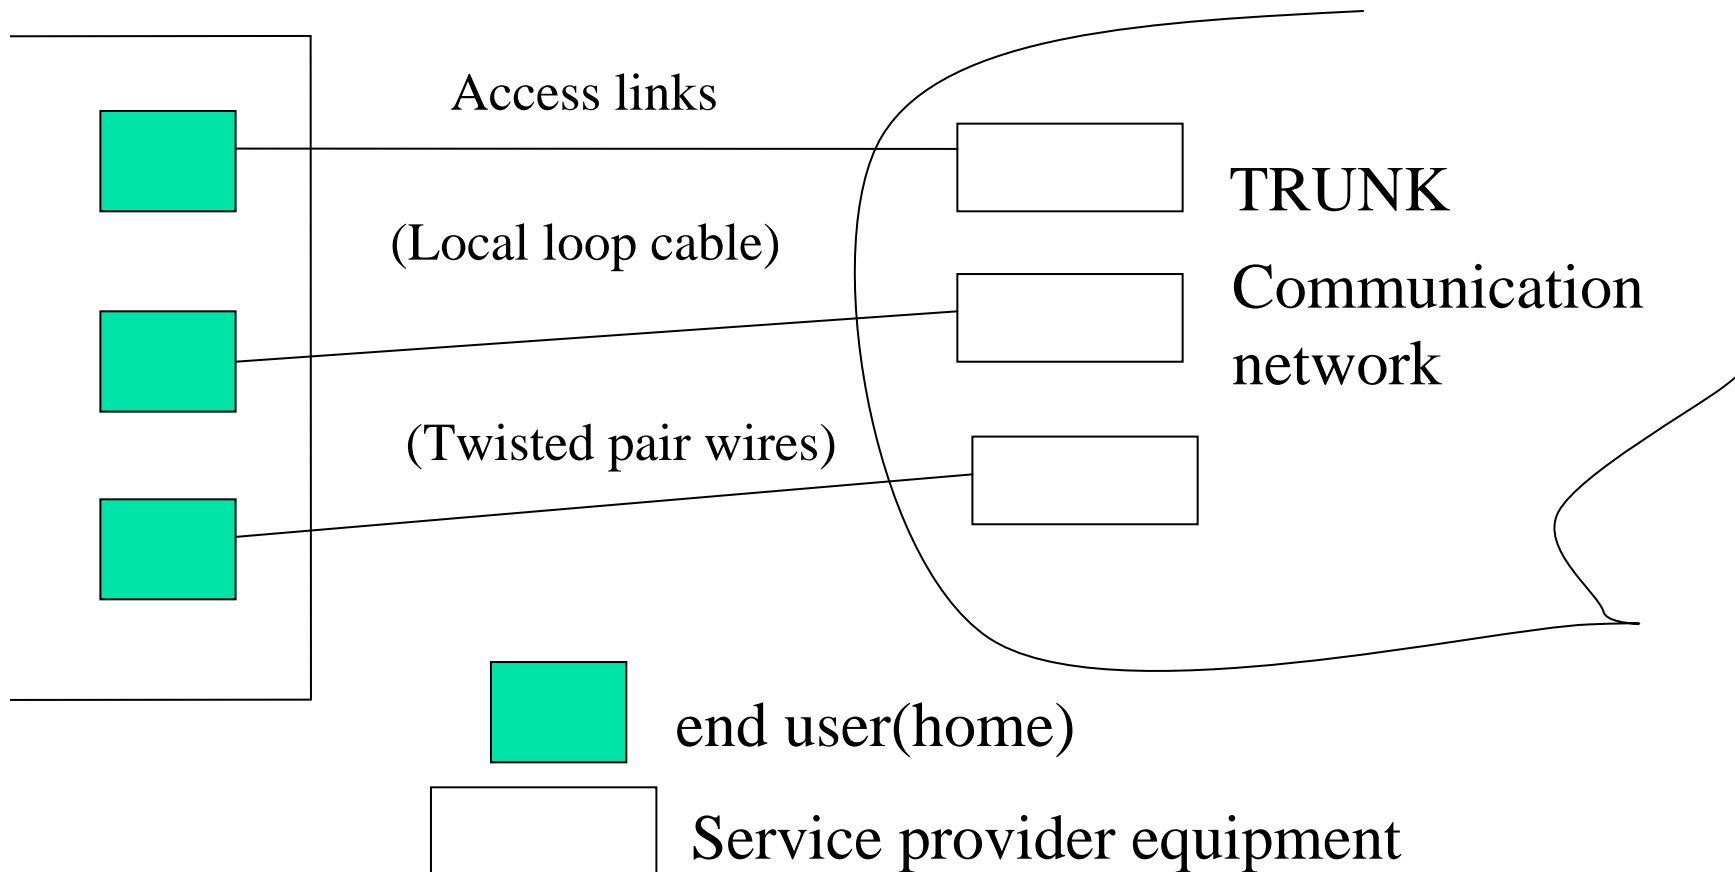 Access links
(Local loop cable)
(Twisted pair wires)
TRUNK
Communication
network
end user(home)
Service provider equipment